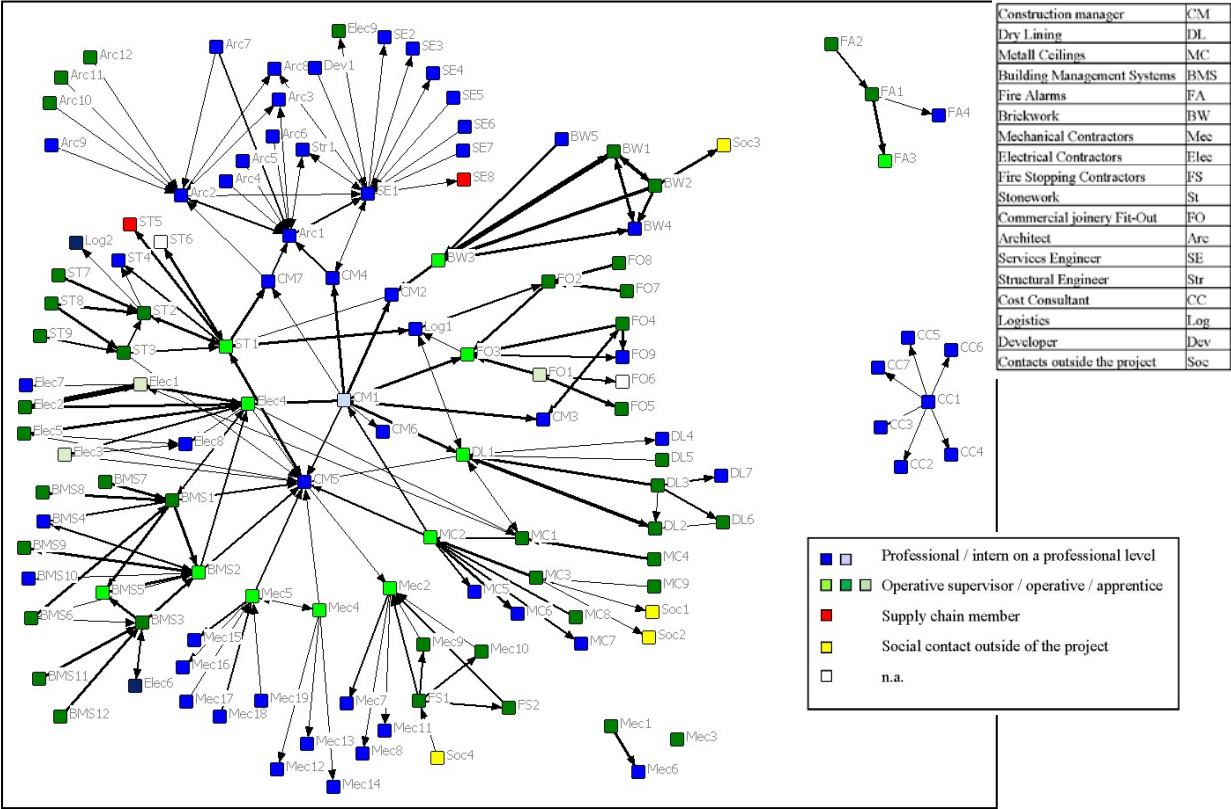 Construction manager CM
Dry Lining DL
Metall Ceilings MC
Building Management Systems BMS
Fire Alarms FA
Brickwork BW
Mechanical Contractors Mec
Electrical Contractors Elec
Fire Stopping Contractors FS
Stonework St
Commercial joinery Fit-Out FO
Architect Arc
Services Engineer SE
Structural Engineer Str
Cost Consultant CC
Logistics Log
Developer Dev
Contacts outside the project Soc
Elec9
SE2
SE3
Arc12
Arc7
Arc8
Dev1
SE4
Arc11
Arc3
SE5
Arc10
Arc6
SE6
Arc9
Arc5
Str1
SE7
Arc4
SE8
Arc2
SE1
BW5
BW1
Soc3
BW2
FA2
FA1
FA4
FA3
ST5
ST6
Log2
ST4
Arc1
BW4
BW3
ST7
CM7
CM4
CM2
FO8
FO2
FO7
ST8
ST2
Log1
FO4
ST9
ST3
ST1
FO3
FO9
CC5
CC6
CC7
CC1
CC3
CC4
CC2
Elec7
Elec1
FO1
FO6
Elec2
Elec4
CM1
FO5
CM3
Elec5
Elec8
CM6
DL4
Elec3
DL1
DL5
BMS7
CM5
DL3
DL7
BMS8
BMS1
BMS4
DL2
DL6
BMS9
MC2
MC1
MC4
BMS10
BMS2
MC3
MC9
BMS5
Mec5
Mec4
Mec2
MC5
MC6
MC8
Soc1
BMS6
BMS3
MC7
Soc2
Mec15
Mec9
Mec10
Mec16
BMS11
Elec6
Mec17
Mec19
Mec7
FS1
FS2
BMS12
Mec18
Mec11
Mec1
Mec3
Mec13
Mec8
Soc4
Mec12
Mec6
Mec14
Professional / intern on a professional level
Operative supervisor / operative / apprentice
Supply chain member
Social contact outside of the project
n.a.